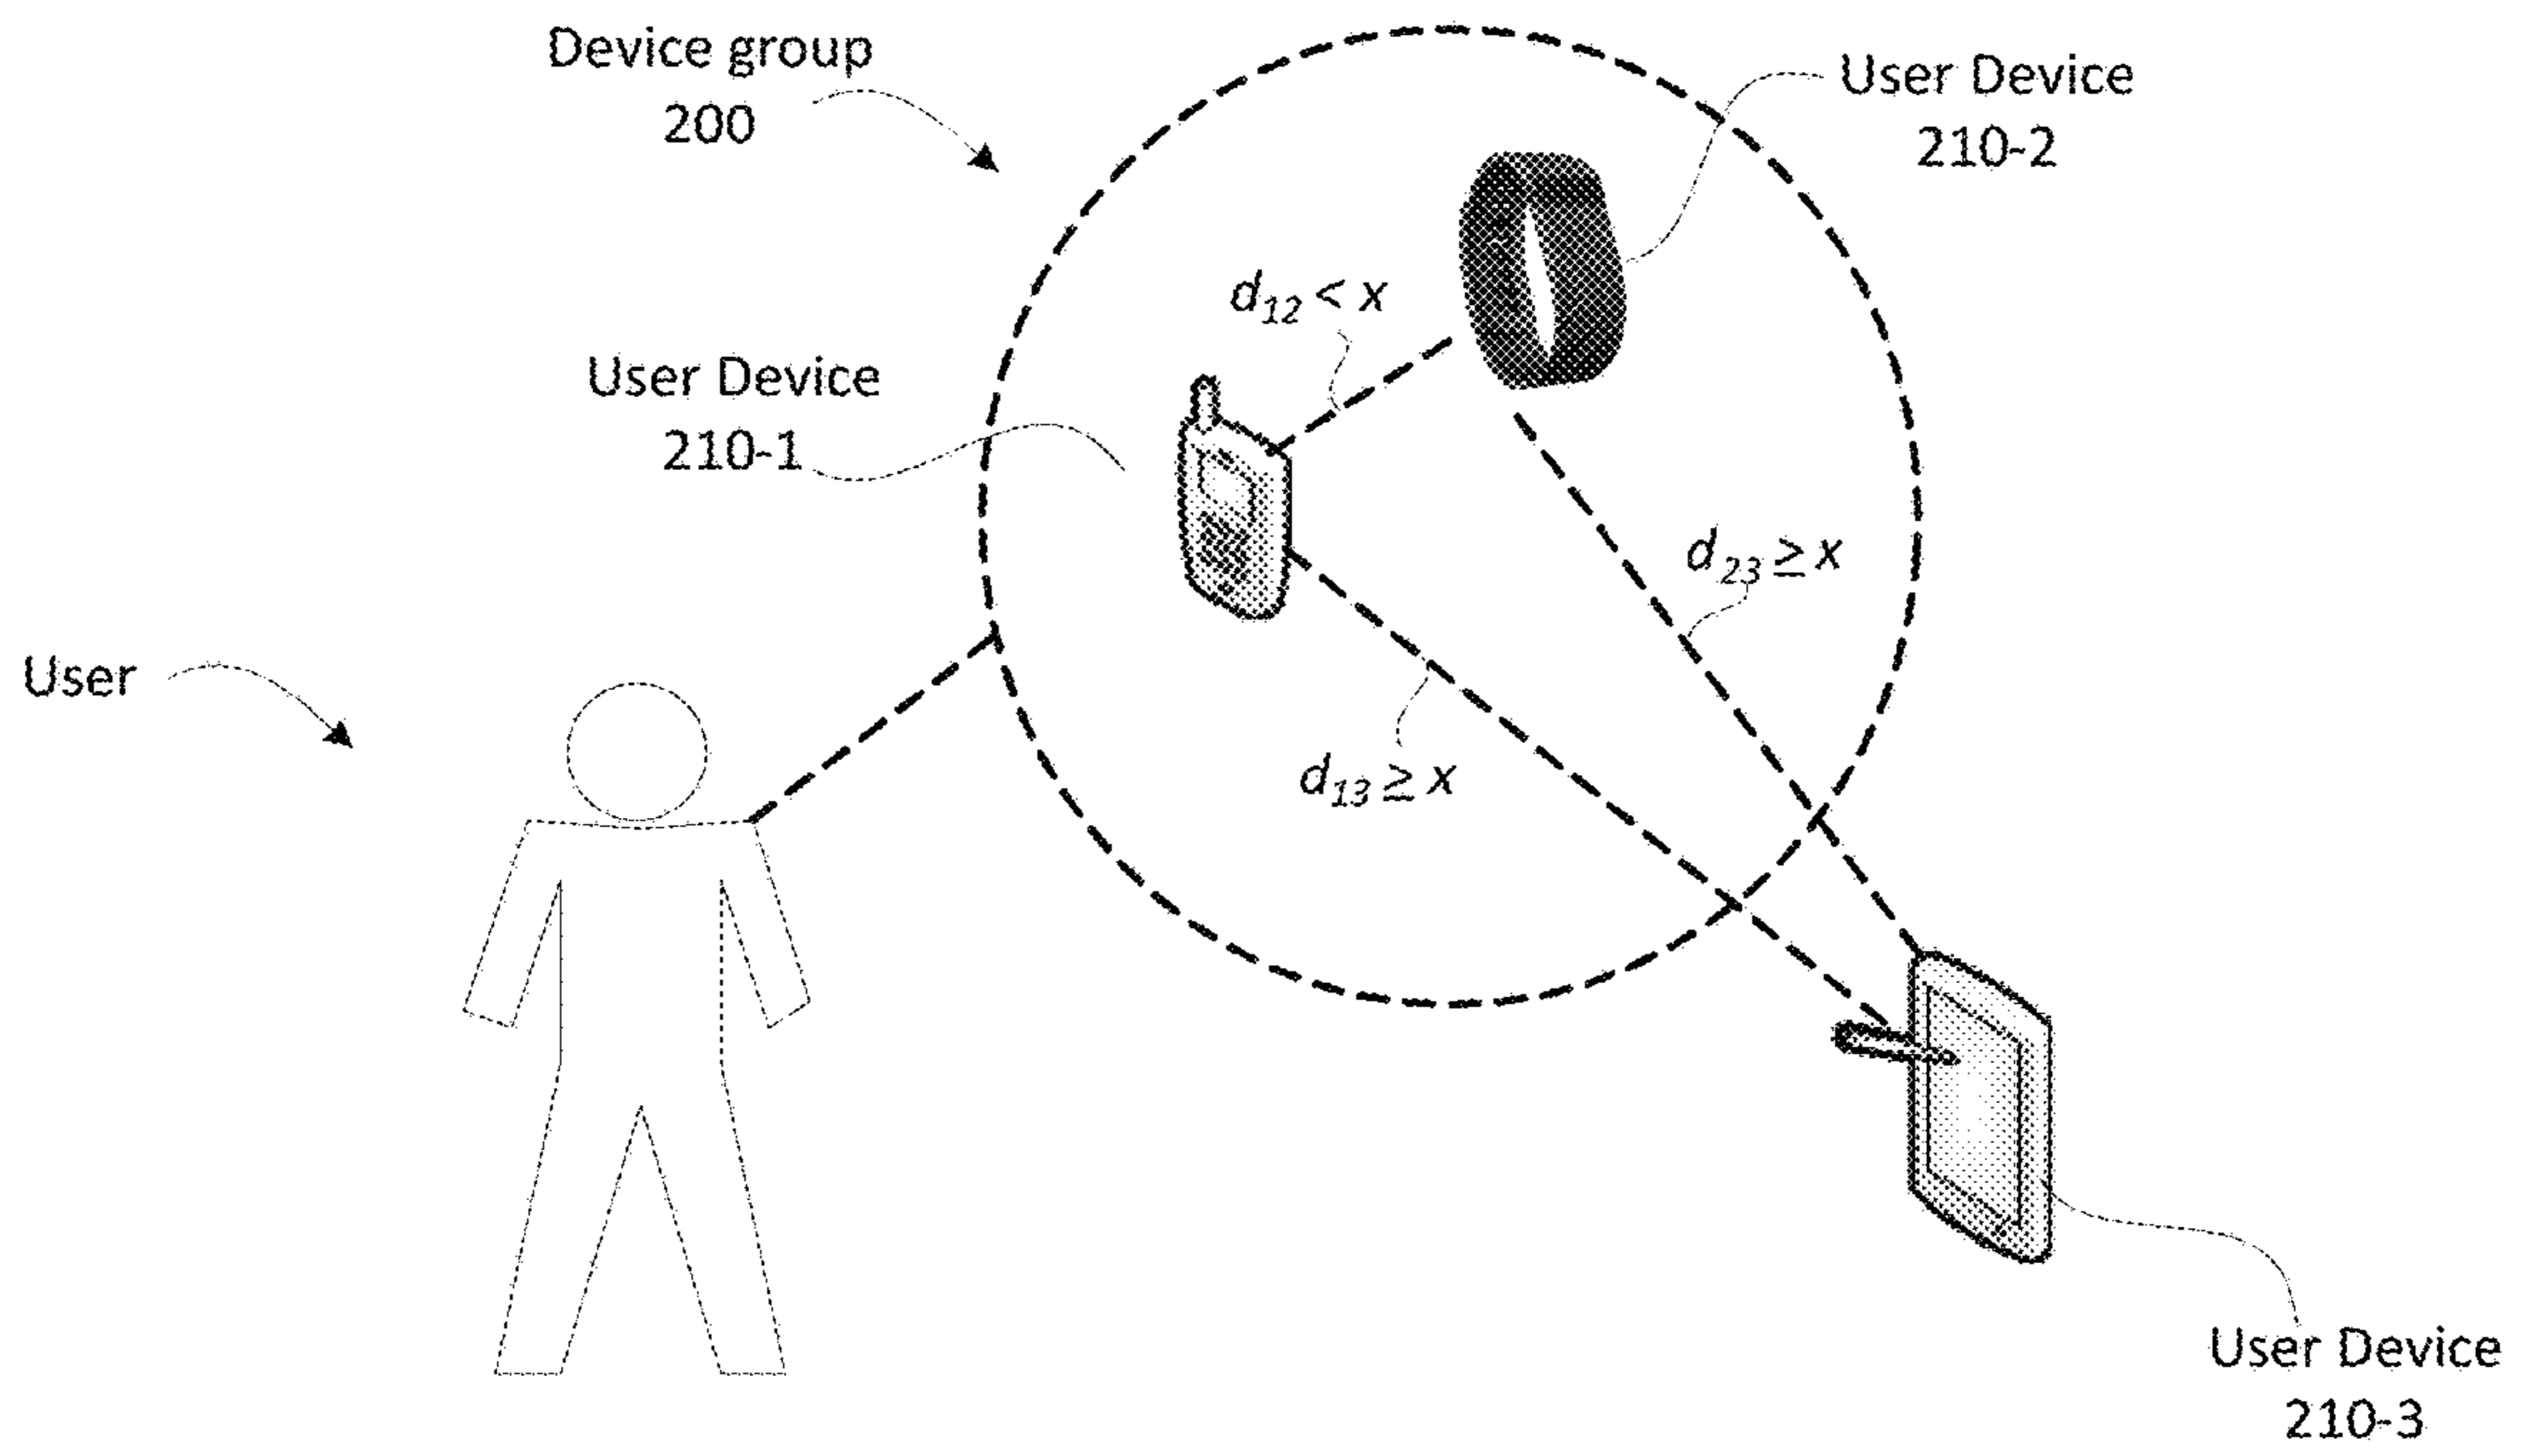 Device group
200
User Device
210-2
d12 < x
User Device
210-1
d23 ≥ x
User
d13 ≥ x
User Device
210-3